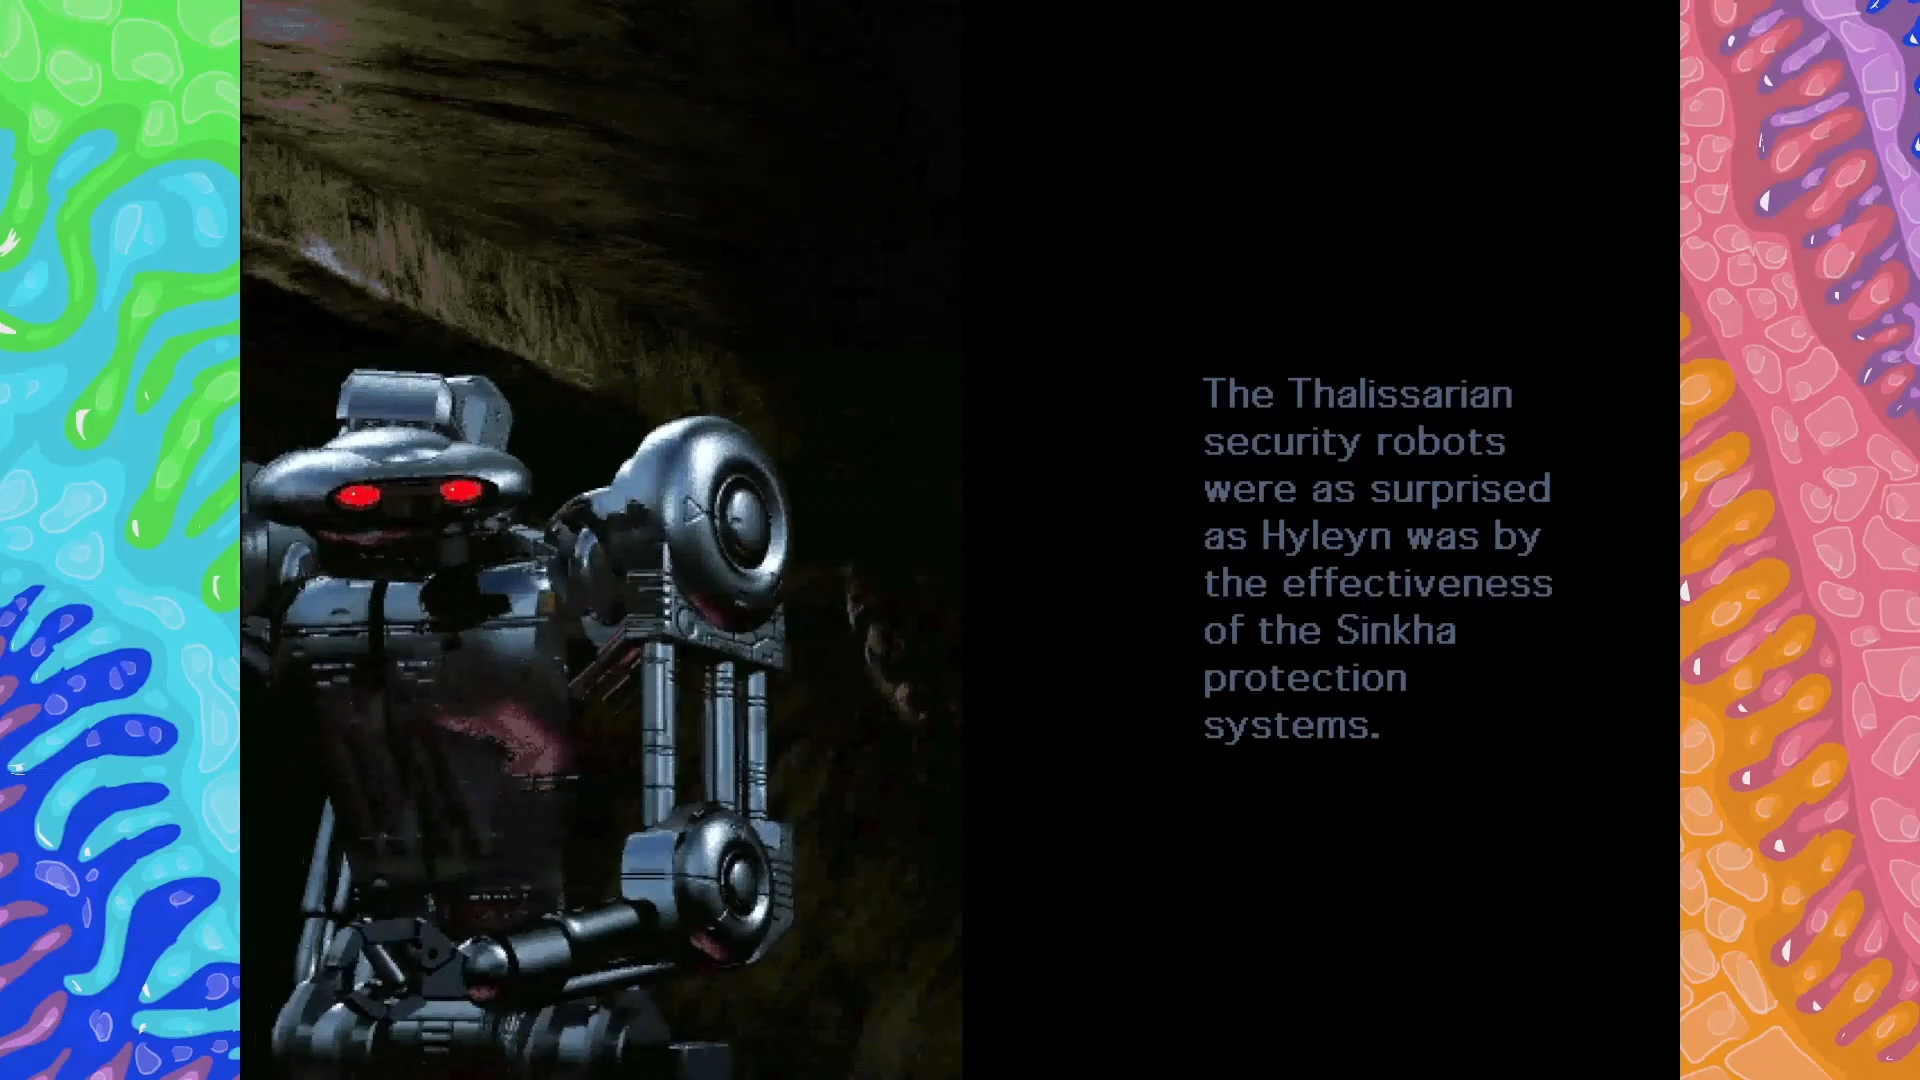 The Thalissarian
security robots
were as surprised
as Hyleyn was by
the effectiveness
of the Sinkha
protection
systems.